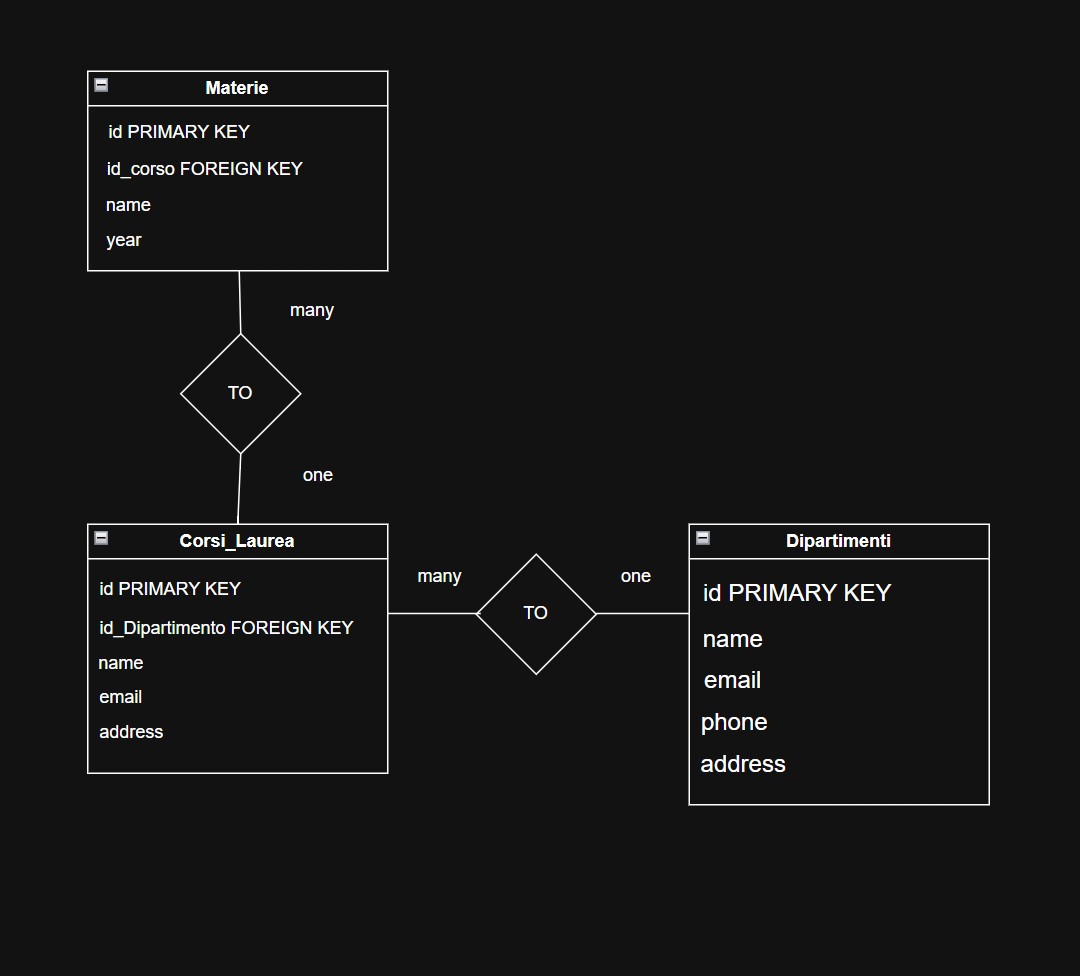 Materie
id PRIMARY KEY
id_corso FOREIGN KEY
name
year
many
TO
one
Corsi_Laurea
id PRIMARY KEY
id_Dipartimento FOREIGN KEY
name
email
address
many
TO
one
Dipartimenti
id PRIMARY KEY
name
email
phone
address